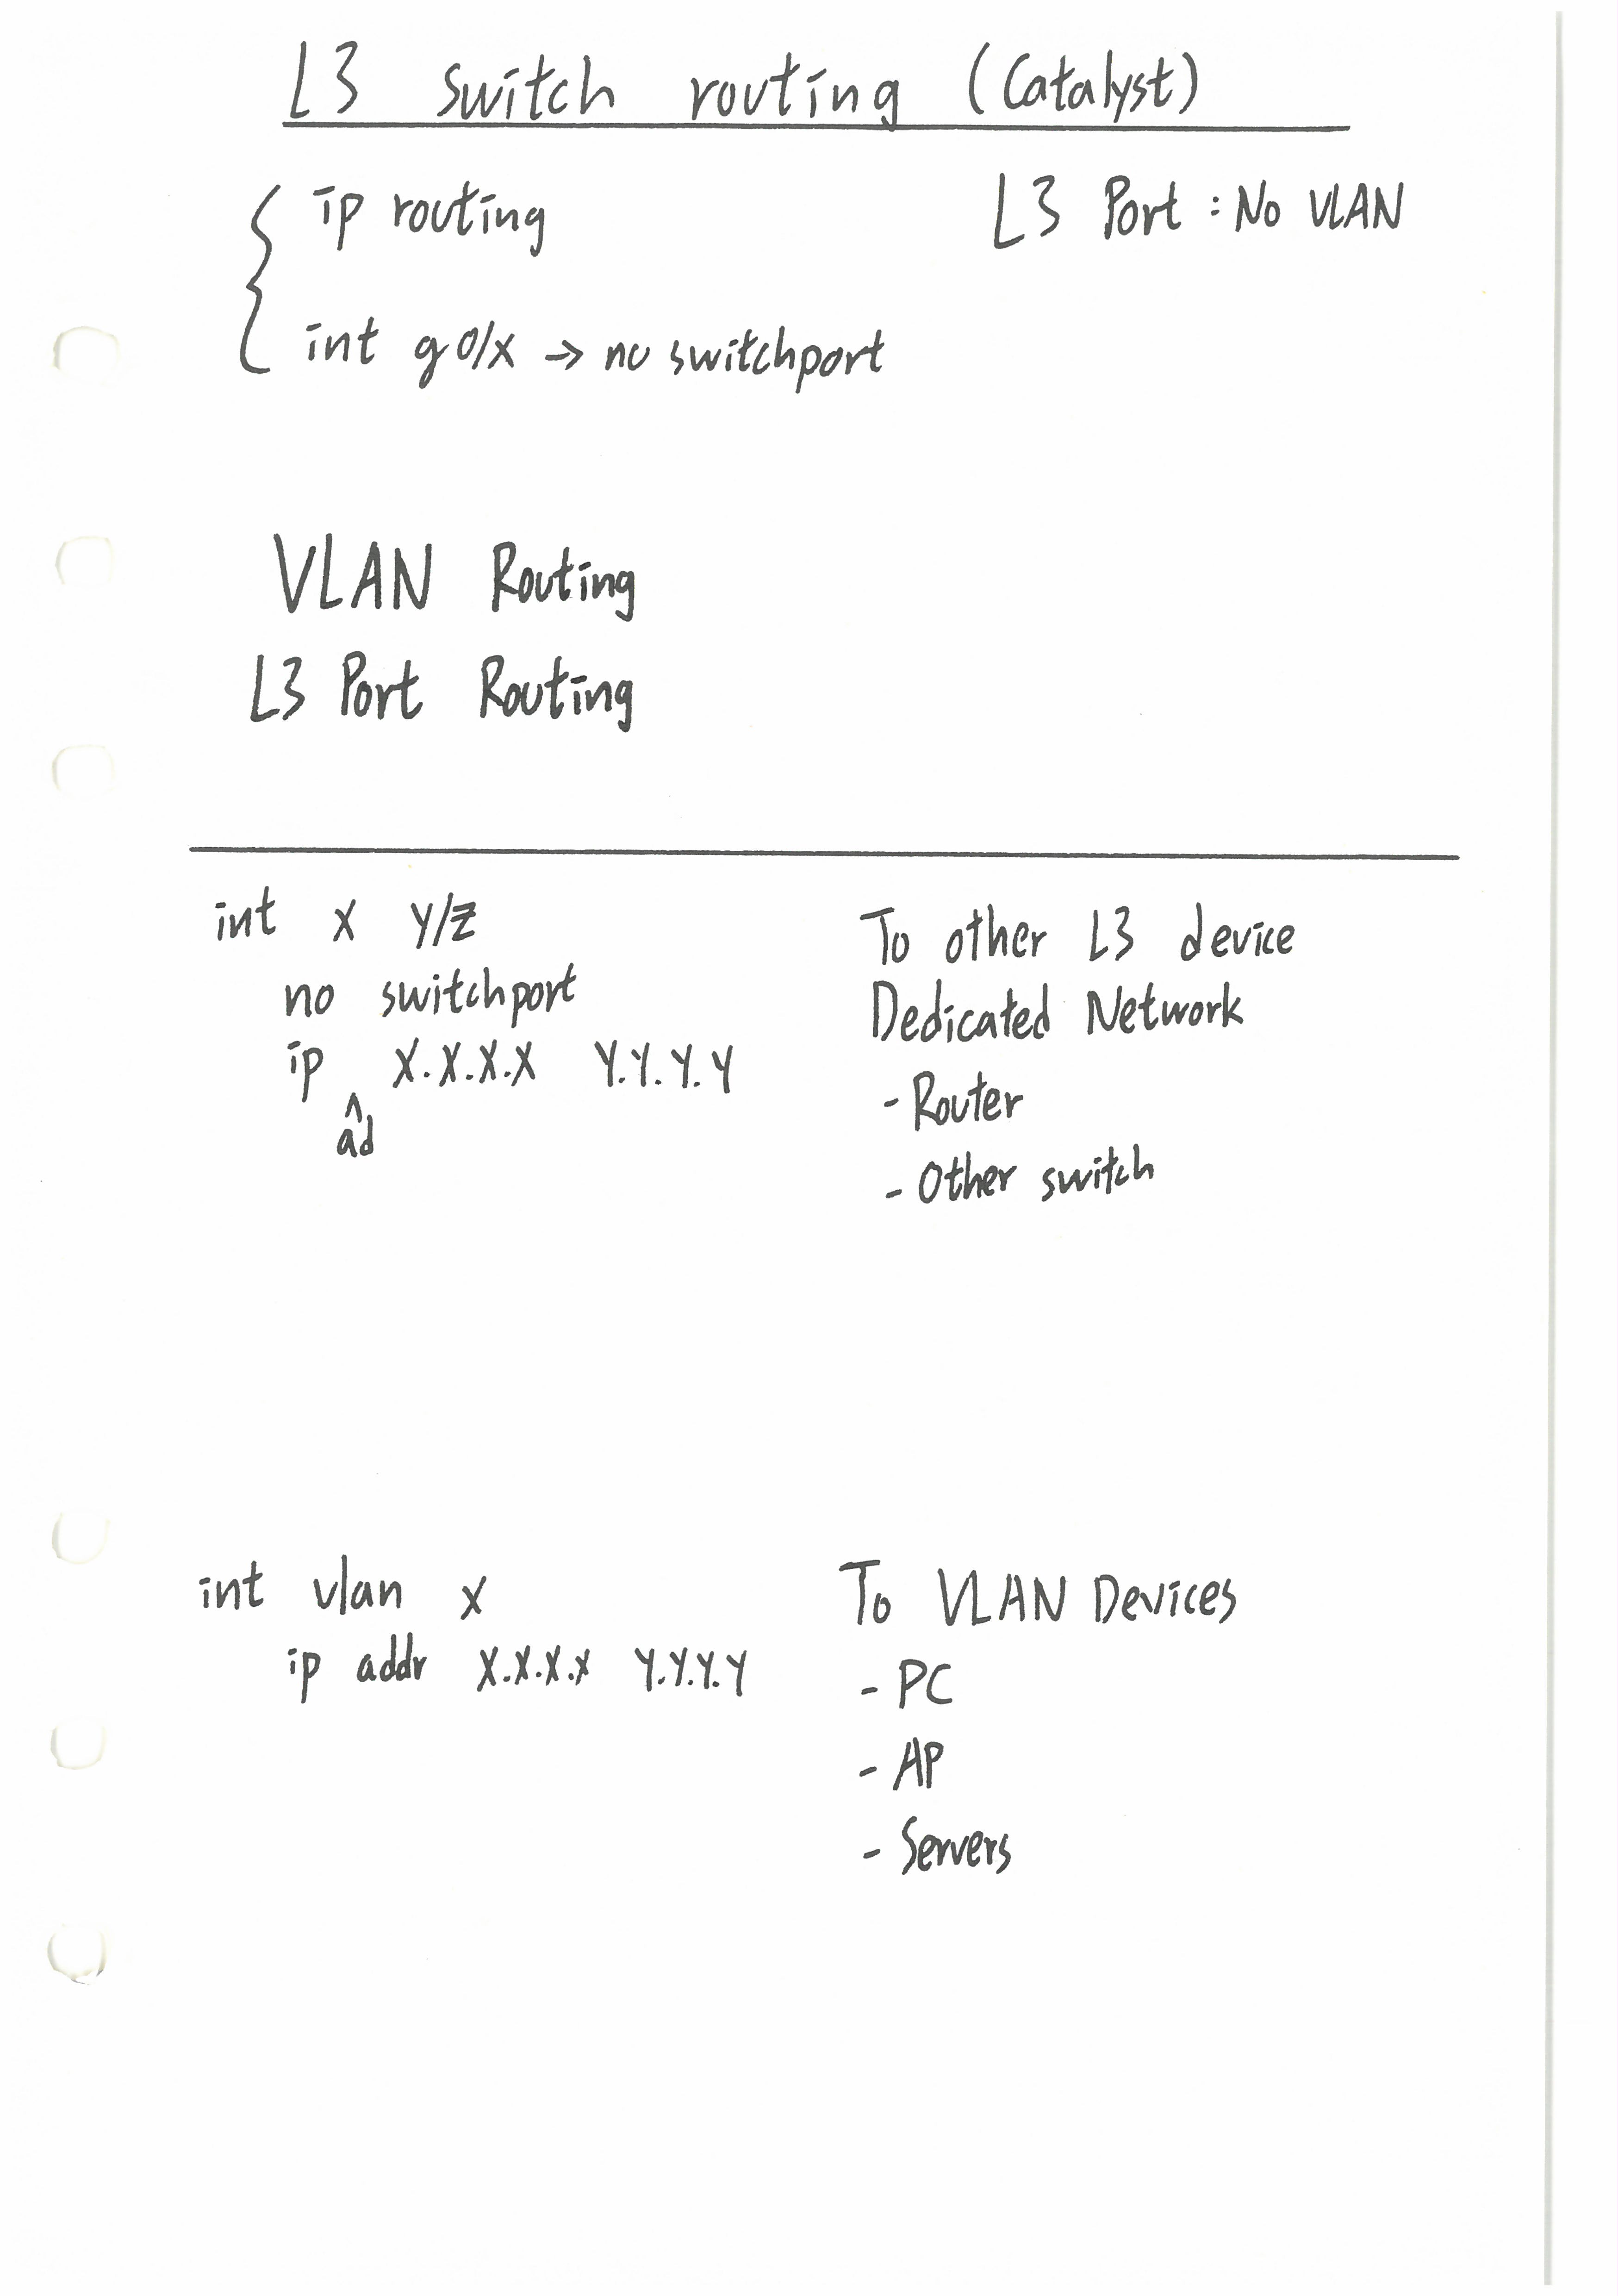 L3 switch routing (Catalyst)
ip routing
L3 Port : No VLAN
int g0/x → no switchport
VLAN Routing
L3 Port Routing
int x y/z
no switchport
ip ^ad x.x.x.x y.y.y.y
To other L3 device
Dedicated Network
- Router
- Other switch
int vlan x
ip addr x.x.x.x y.y.y.y
To VLAN Devices
- PC
- AP
- Servers